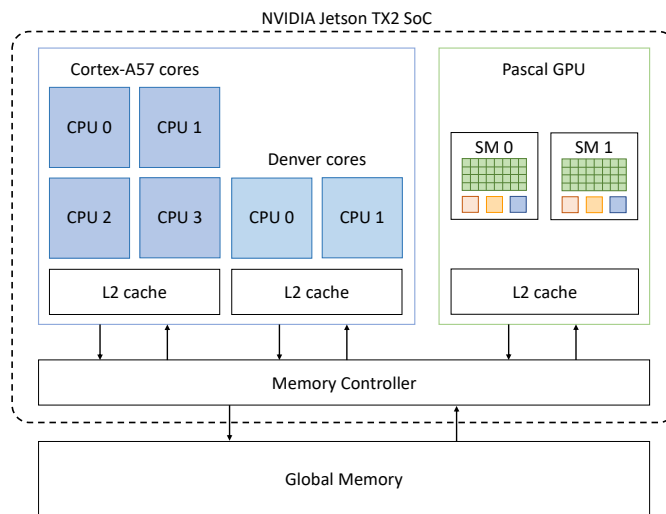 NVIDIA Jetson TX2 SoC
Cortex-A57 cores
Pascal GPU
CPU 0
CPU 1
SM 0
SM 1
Denver cores
CPU 2
CPU 3
CPU 0
CPU 1
L2 cache
L2 cache
L2 cache
Memory Controller
Global Memory